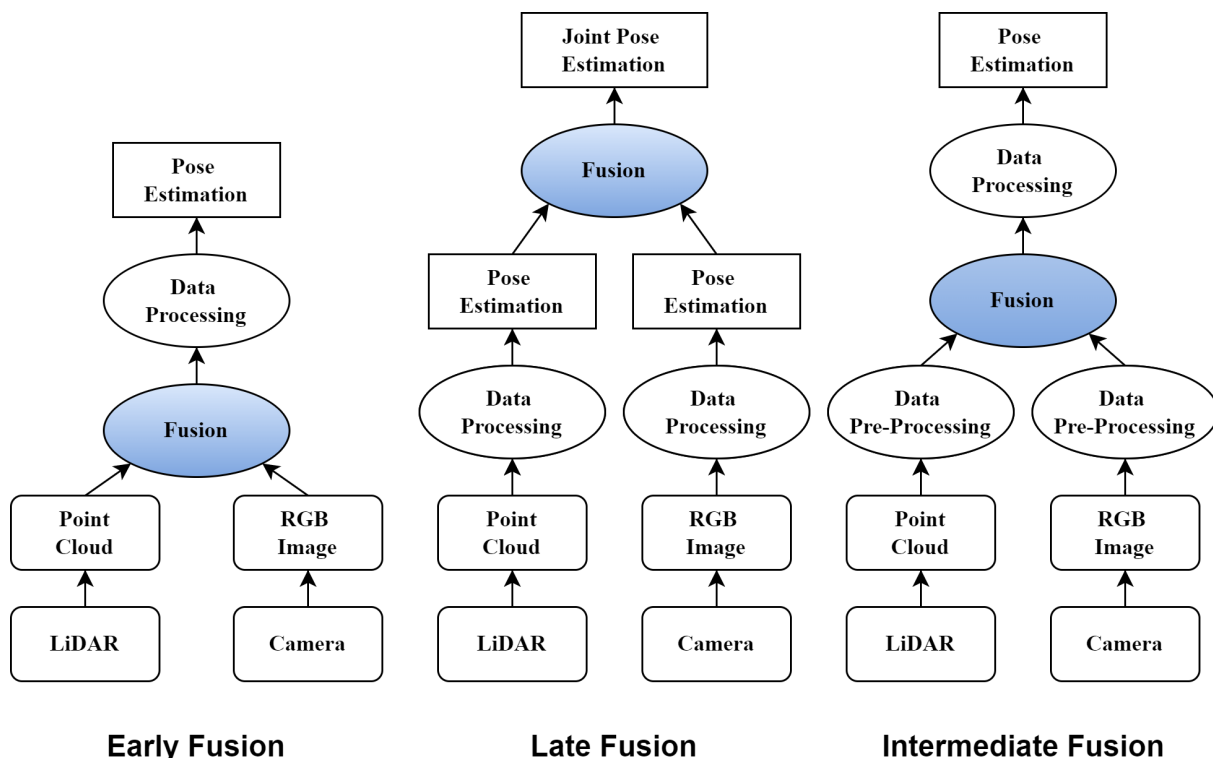 Pose
Estimation
Data
Processing
Fusion
Point
Cloud
RGB
Image
LiDAR
Camera
Early Fusion
Joint Pose
Estimation
Fusion
Pose
Estimation
Pose
Estimation
Data
Processing
Data
Processing
Point
Cloud
RGB
Image
LiDAR
Camera
Late Fusion
Pose
Estimation
Data
Processing
Fusion
Data
Pre-Processing
Data
Pre-Processing
Point
Cloud
RGB
Image
LiDAR
Camera
Intermediate Fusion